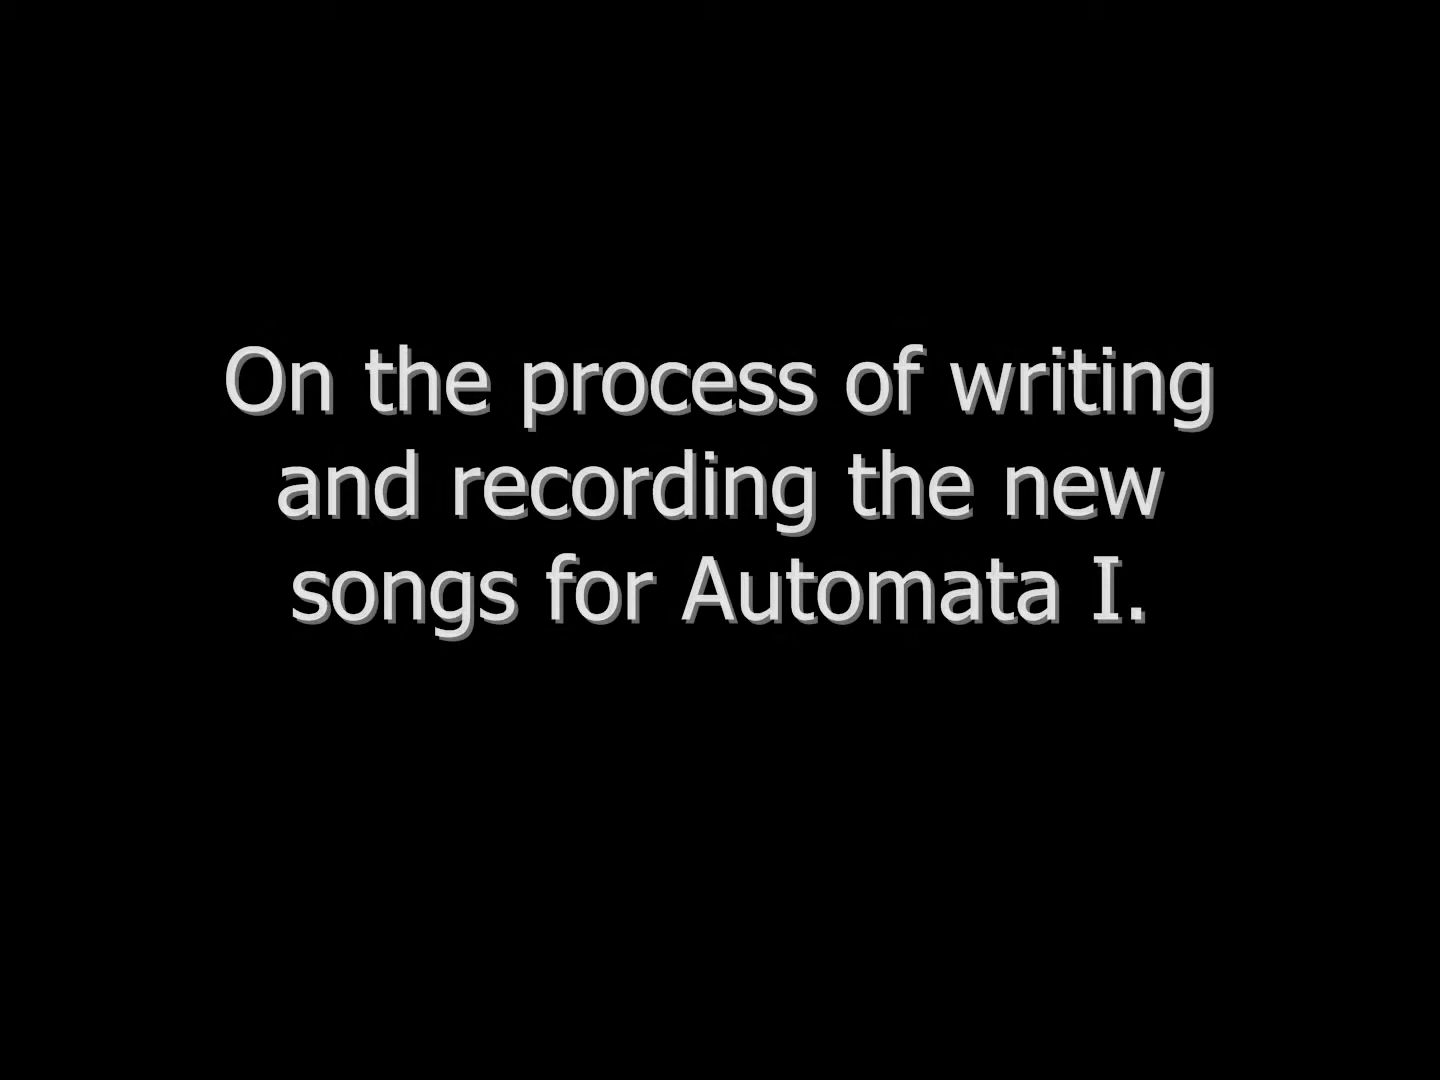 On the process of writing
and recording the new
songs for Automata I.